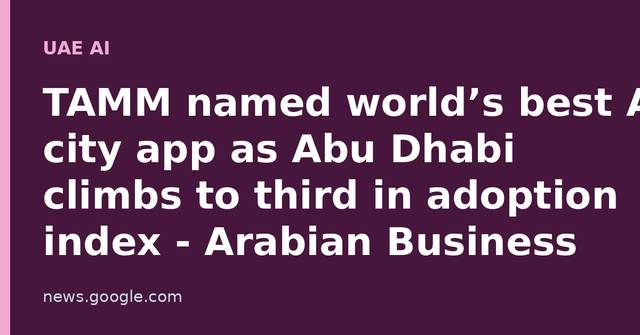 UAE AI
TAMM named world’s best
city app as Abu Dhabi
climbs to third in adoption
index - Arabian Business
news.google.com